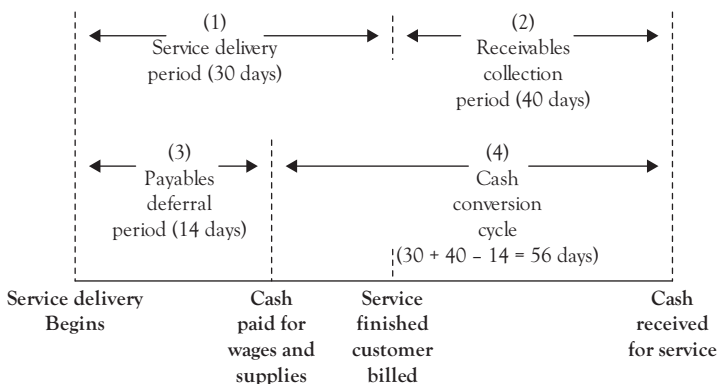 (1)
Service delivery
period (30 days)
(2)
Receivables
collection
period (40 days)
(3)
Payables
deferral
period (14 days)
(4)
Cash
conversion
cycle
(30 + 40 – 14 = 56 days)
Service delivery
Begins
Cash
paid for
wages and
supplies
Service
finished
customer
billed
Cash
received
for service